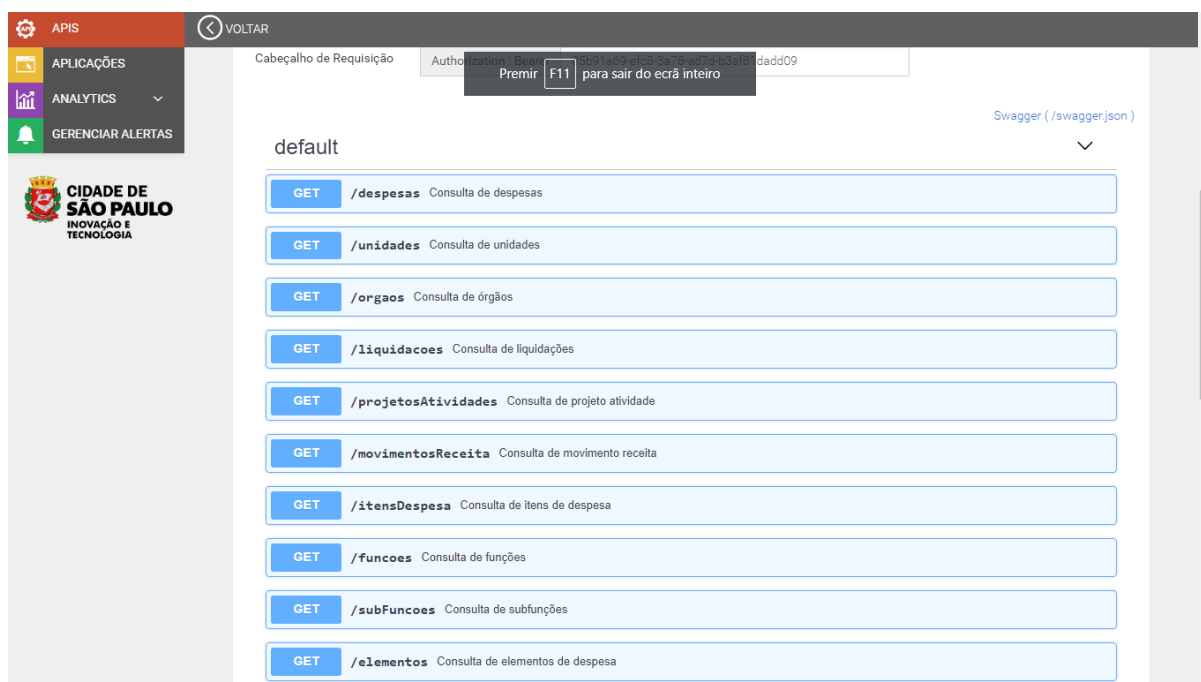 APIS
VOLTAR
APLICAÇÕES
ANALYTICS
GERENCIAR ALERTAS
CIDADE DE
SÃO PAULO
INOVAÇÃO E
TECNOLOGIA
Cabeçalho de Requisição
Authorization : Bearer
Premir F11 para sair do ecrã inteiro
Swagger ( /swagger.json )
default
GET /despesas Consulta de despesas
GET /unidades Consulta de unidades
GET /orgaos Consulta de órgãos
GET /liquidacoes Consulta de liquidações
GET /projetosAtividades Consulta de projeto atividade
GET /movimentosReceita Consulta de movimento receita
GET /itensDespesa Consulta de itens de despesa
GET /funcoes Consulta de funções
GET /subFuncoes Consulta de subfunções
GET /elementos Consulta de elementos de despesa